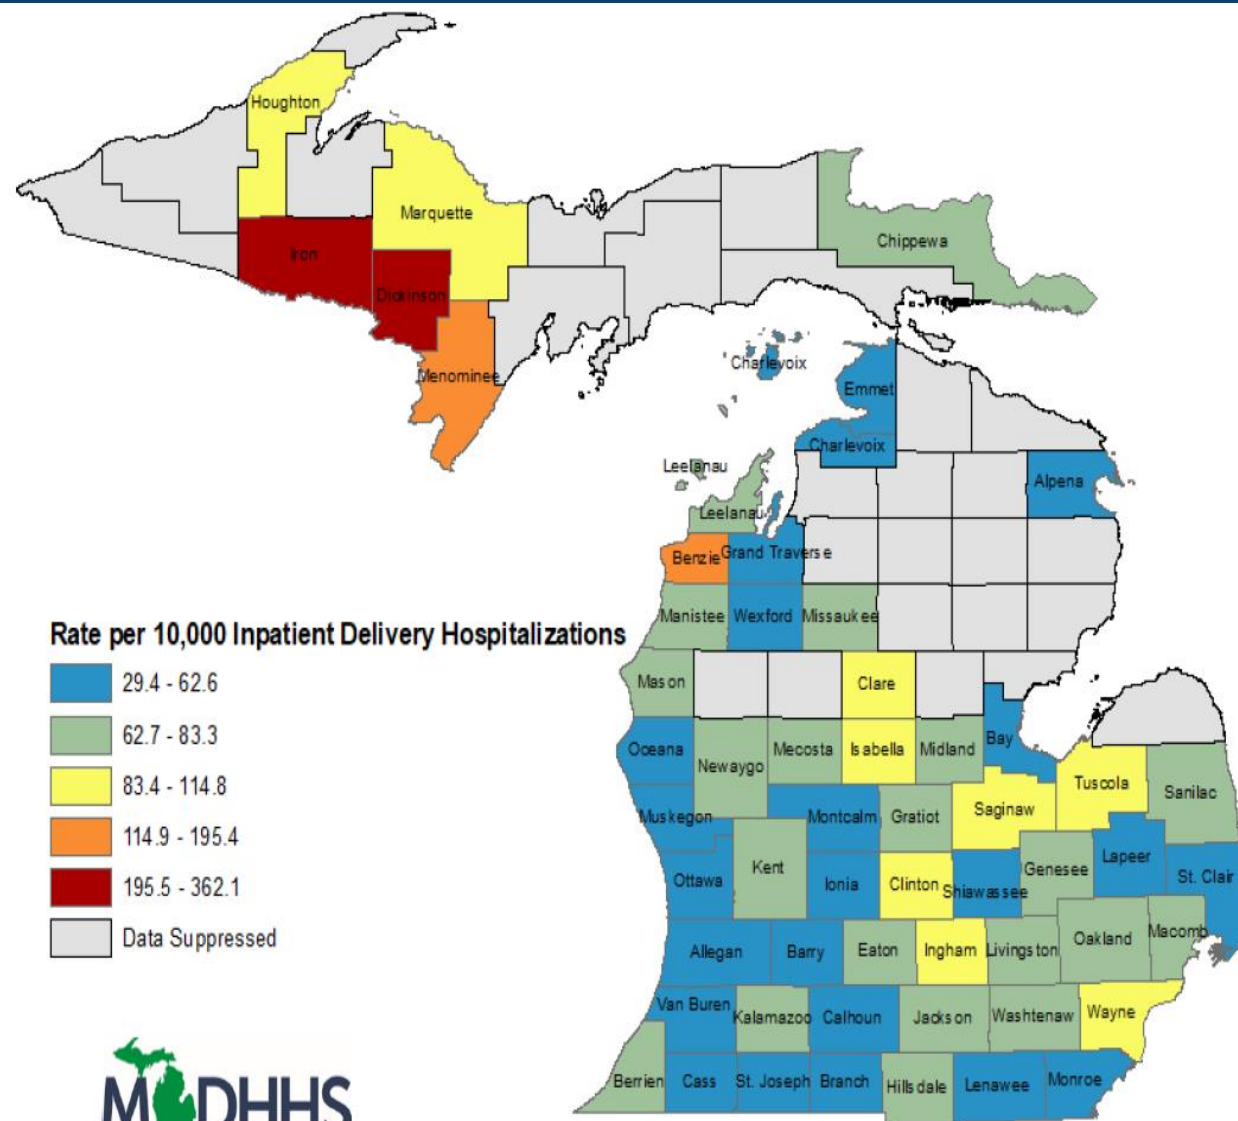 Houghton
Marquette
Chippewa
Iron
Dickinson
Menominee
Charlevoix
Emmet
Charlevoix
Leelanau
Alpena
Leelanau
Benzie
Grand Traverse
Manistee
Wexford
Missaukee
Rate per 10,000 Inpatient Delivery Hospitalizations
29.4 - 62.6
62.7 - 83.3
83.4 - 114.8
114.9 - 195.4
195.5 - 362.1
Data Suppressed
Mason
Clare
Oceana
Newaygo
Mecosta
Isabella
Midland
Bay
Tuscola
Sanilac
Muskegon
Montcalm
Gratiot
Saginaw
Kent
Genesee
Lapeer
St. Clair
Ottawa
Ionia
Clinton
Shiawassee
Allegan
Barry
Eaton
Ingham
Livingston
Oakland
Macomb
Van Buren
Kalamazoo
Calhoun
Jackson
Washtenaw
Wayne
Berrien
Cass
St. Joseph
Branch
Hillsdale
Lenawee
Monroe
MDHHS